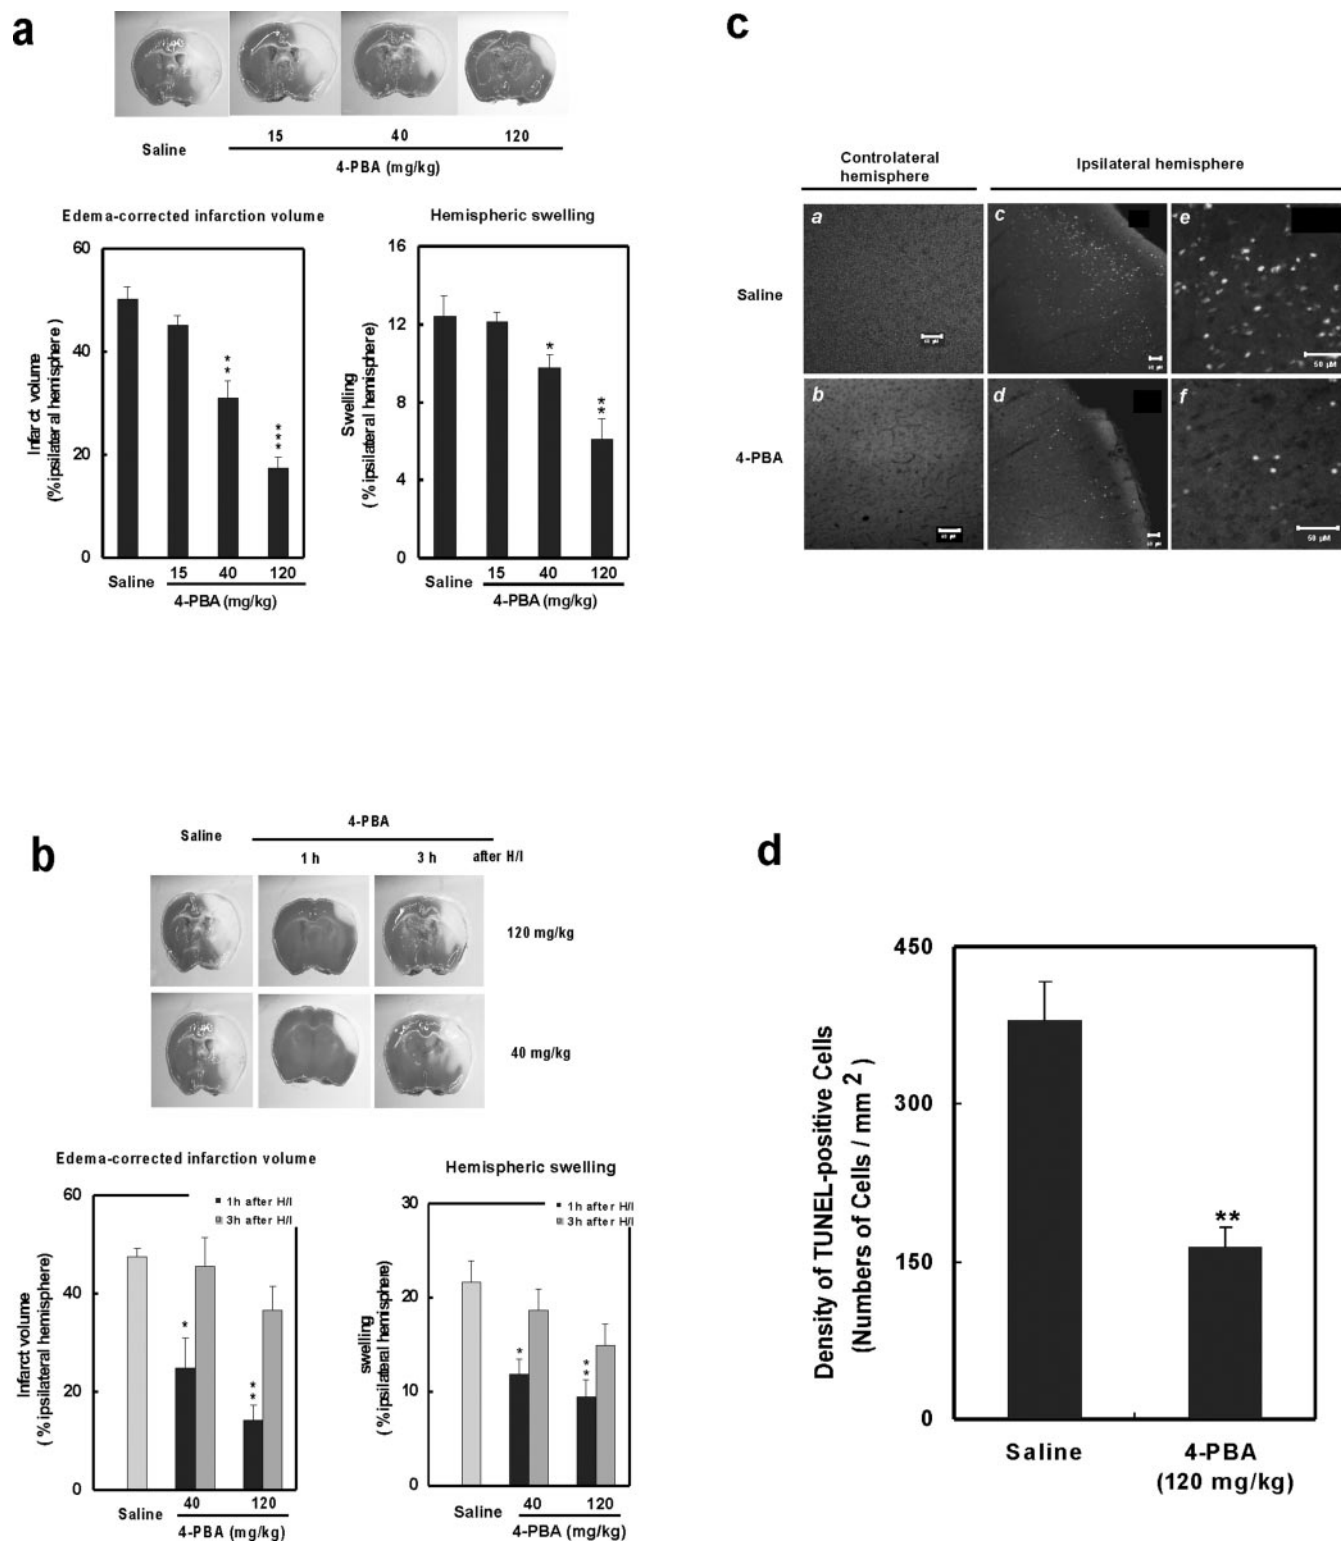 a
Saline
15 40 120
4-PBA (mg/kg)
Edema-corrected infarction volume
Infarct volume
(% ipsilateral hemisphere)
60
40
20
0
**
***
Saline
15 40 120
4-PBA (mg/kg)
Hemispheric swelling
Swelling
(% ipsilateral hemisphere)
16
12
8
4
0
*
**
Saline
15 40 120
4-PBA (mg/kg)
b
Saline
4-PBA
1 h 3 h after H/I
120 mg/kg
40 mg/kg
Edema-corrected infarction volume
Infarct volume
(% ipsilateral hemisphere)
60
40
20
0
1h after H/I
3h after H/I
*
**
Saline
40 120
4-PBA (mg/kg)
Hemispheric swelling
swelling
(% ipsilateral hemisphere)
30
20
10
0
1h after H/I
3h after H/I
*
**
Saline
40 120
4-PBA (mg/kg)
c
Controlateral
hemisphere
Ipsilateral hemisphere
Saline
a c e
50 µM
4-PBA
b d f
50 µM
d
Density of TUNEL-positive Cells
(Numbers of Cells / mm 2 )
450
300
150
0
**
Saline
4-PBA
(120 mg/kg)